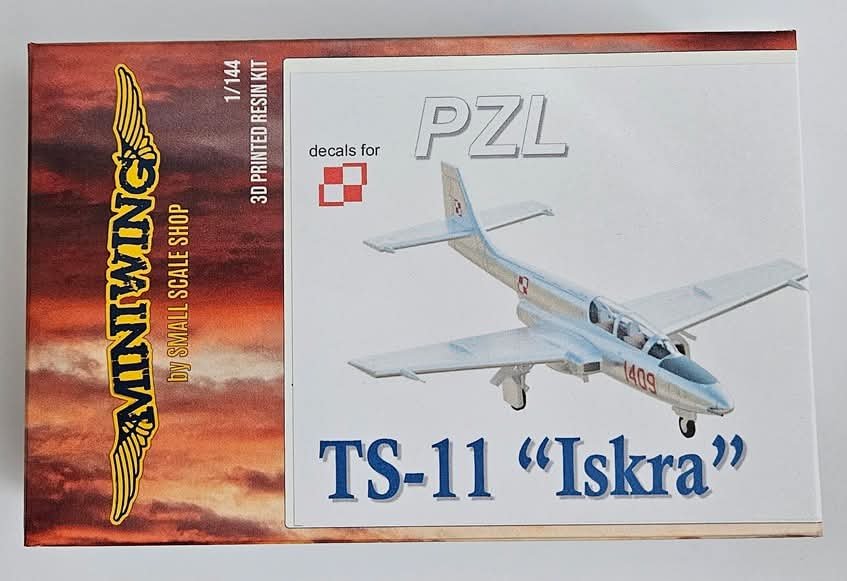 MINIWING
by SMALL SCALE SHOP
1/144
3D PRINTED RESIN KIT
PZL
decals for
1409
TS-11 “Iskra”